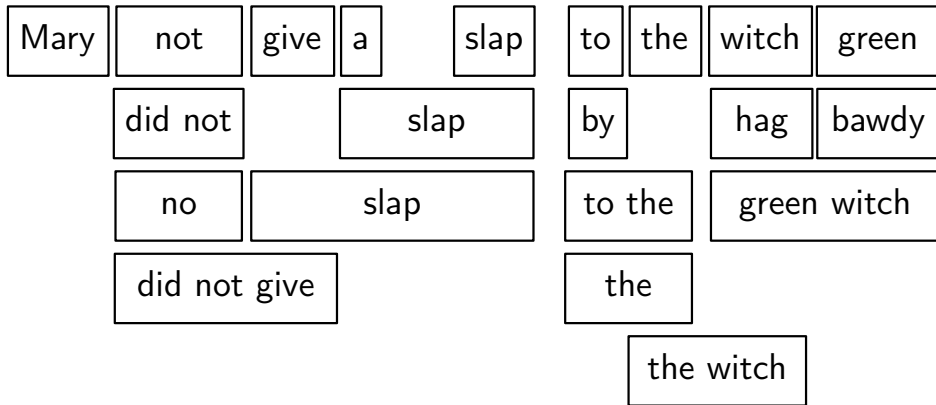 Mary not give a slap to the witch green
did not slap by hag bawdy
no slap to the green witch
did not give the
the witch